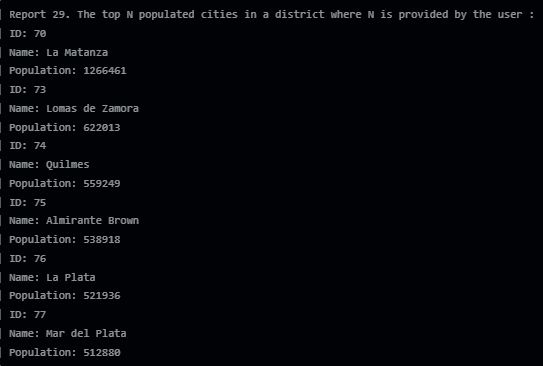 Report 29. The top N populated cities in a district where N is provided by the user :
ID: 70
Name: La Matanza
Population: 1266461
ID: 73
Name: Lomas de Zamora
Population: 622013
ID: 74
Name: Quilmes
Population: 559249
ID: 75
Name: Almirante Brown
Population: 538918
ID: 76
Name: La Plata
Population: 521936
ID: 77
Name: Mar del Plata
Population: 512880